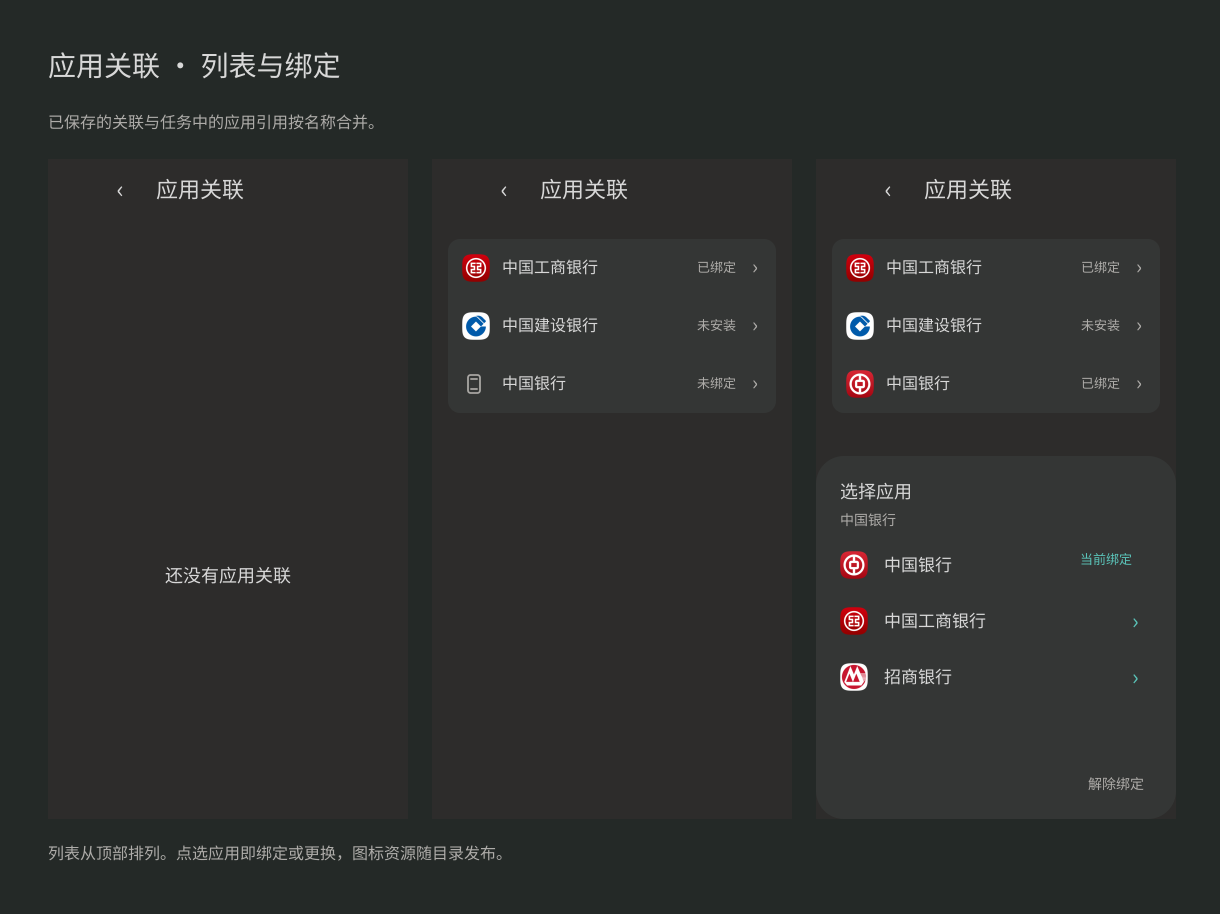 应用关联 · 列表与绑定
已保存的关联与任务中的应用引用按名称合并。
‹ 应用关联
还没有应用关联
‹ 应用关联
中国工商银行 已绑定 ›
中国建设银行 未安装 ›
中国银行 未绑定 ›
‹ 应用关联
中国工商银行 已绑定 ›
中国建设银行 未安装 ›
中国银行 已绑定 ›
选择应用
中国银行
中国银行 当前绑定
中国工商银行 ›
招商银行 ›
解除绑定
列表从顶部排列。点选应用即绑定或更换，图标资源随目录发布。